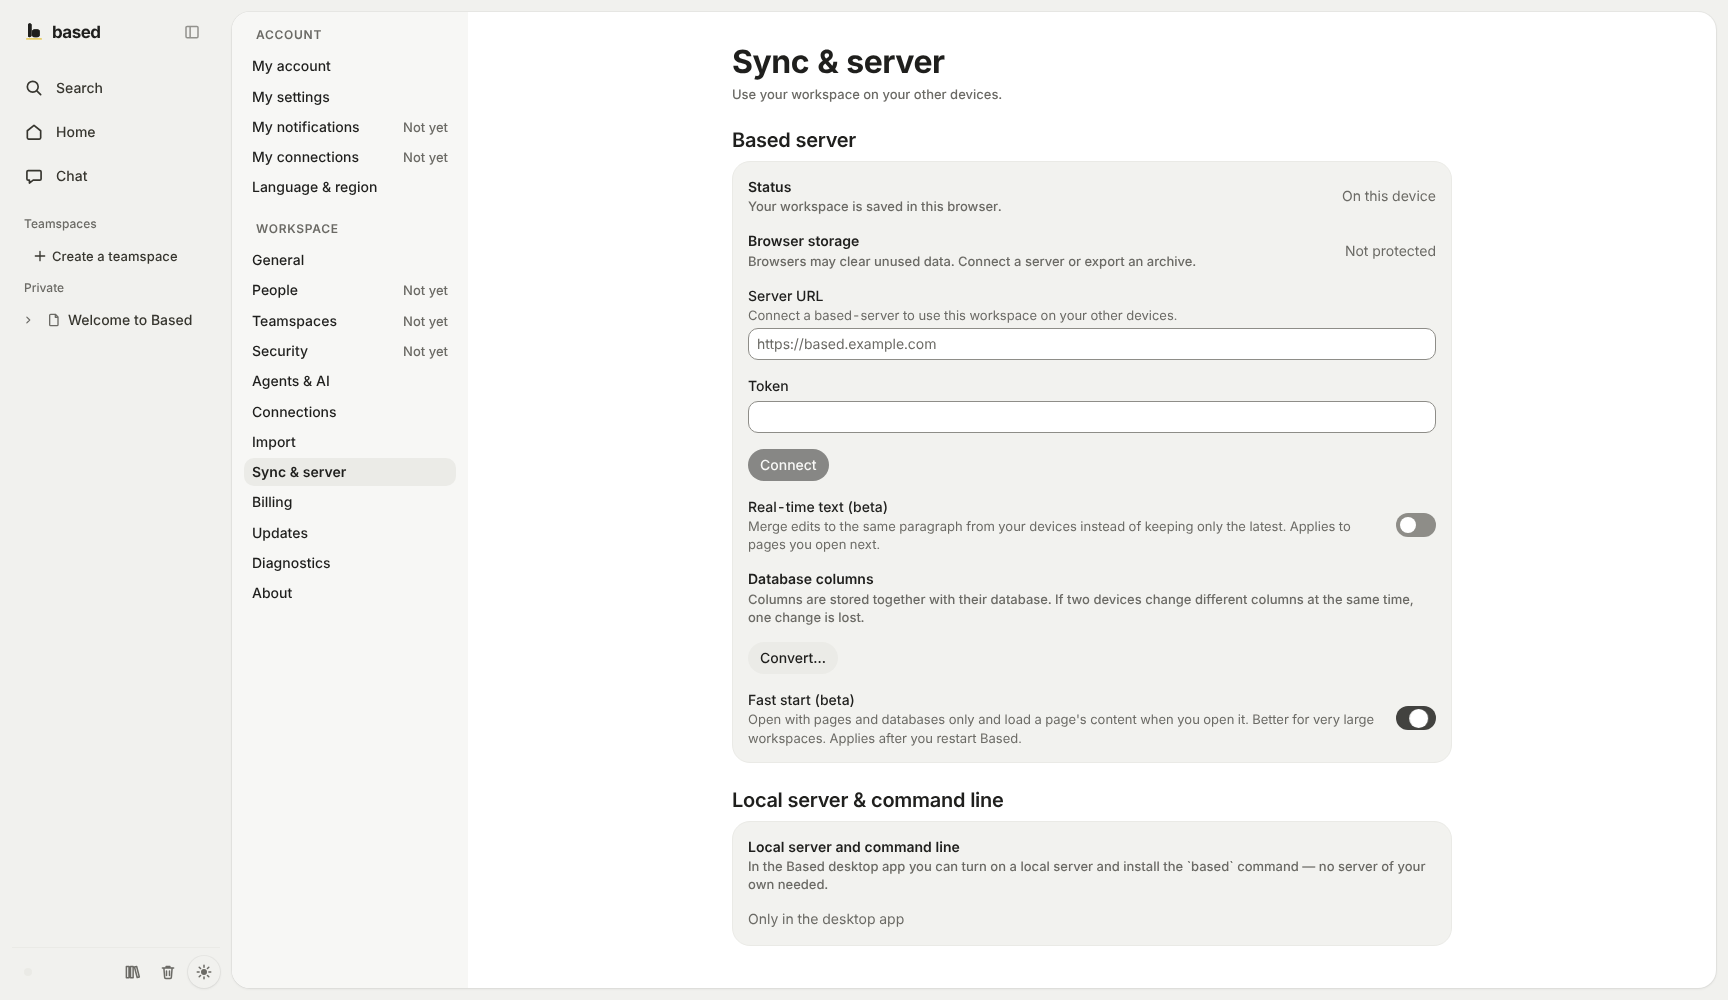 based
Search
Home
Chat
Teamspaces
Create a teamspace
Private
Welcome to Based
ACCOUNT
My account
My settings
My notifications Not yet
My connections Not yet
Language & region
WORKSPACE
General
People Not yet
Teamspaces Not yet
Security Not yet
Agents & AI
Connections
Import
Sync & server
Billing
Updates
Diagnostics
About
Sync & server
Use your workspace on your other devices.
Based server
Status
Your workspace is saved in this browser.
On this device
Browser storage
Browsers may clear unused data. Connect a server or export an archive.
Not protected
Server URL
Connect a based-server to use this workspace on your other devices.
https://based.example.com
Token
Connect
Real-time text (beta)
Merge edits to the same paragraph from your devices instead of keeping only the latest. Applies to
pages you open next.
Database columns
Columns are stored together with their database. If two devices change different columns at the same time,
one change is lost.
Convert...
Fast start (beta)
Open with pages and databases only and load a page's content when you open it. Better for very large
workspaces. Applies after you restart Based.
Local server & command line
Local server and command line
In the Based desktop app you can turn on a local server and install the `based` command — no server of your
own needed.
Only in the desktop app